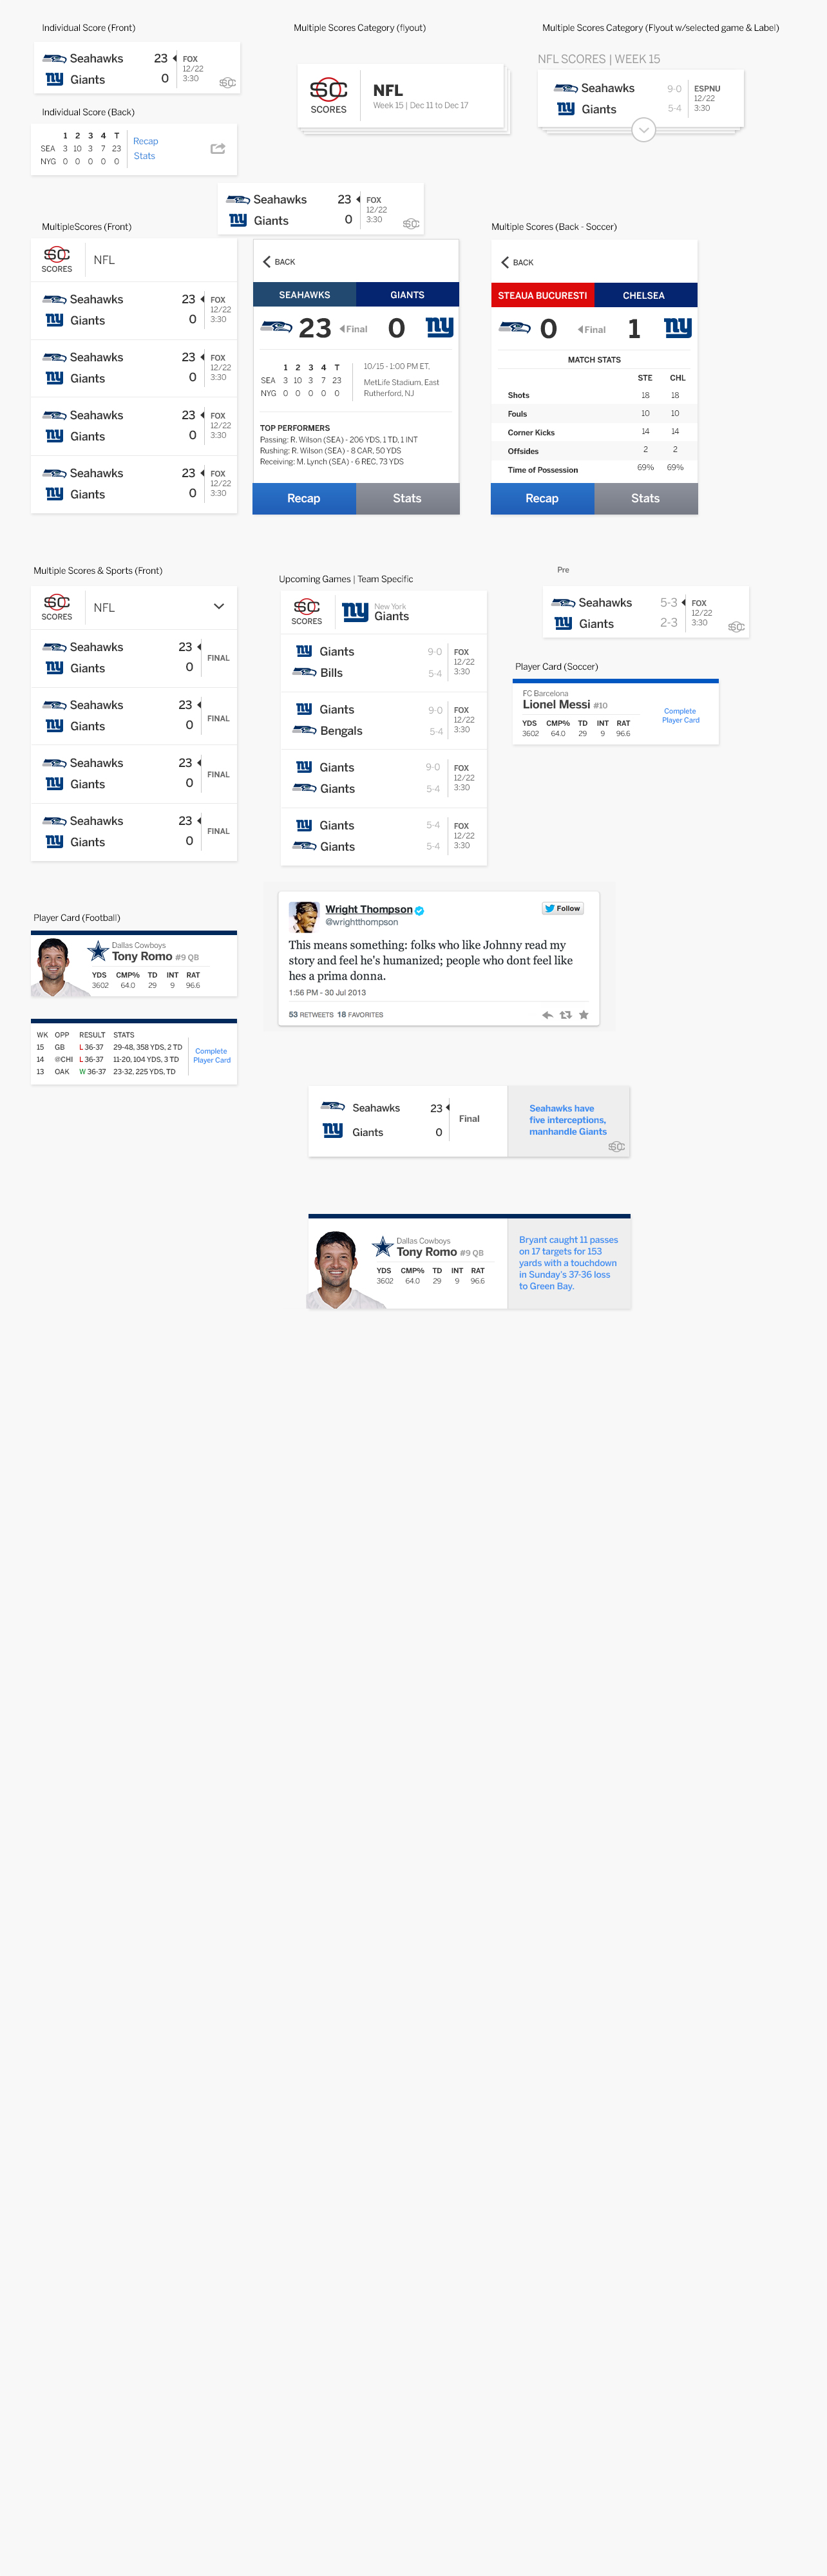 Individual Score (Front)
Seahawks 23 FOX
12/22
Giants 0 3:30
SC
Individual Score (Back)
1 2 3 4 T
SEA 3 10 3 7 23
NYG 0 0 0 0 0
Recap
Stats
Multiple Scores Category (flyout)
SC
SCORES
NFL
Week 15 | Dec 11 to Dec 17
Multiple Scores Category (Flyout w/selected game & Label)
NFL SCORES | WEEK 15
Seahawks 9-0 ESPNU
12/22
Giants 5-4 3:30
Seahawks 23 FOX
12/22
Giants 0 3:30
SC
MultipleScores (Front)
SC
SCORES
NFL
Seahawks 23 FOX
12/22
Giants 0 3:30
Seahawks 23 FOX
12/22
Giants 0 3:30
Seahawks 23 FOX
12/22
Giants 0 3:30
Seahawks 23 FOX
12/22
Giants 0 3:30
BACK
SEAHAWKS GIANTS
23 Final 0 ny
1 2 3 4 T
SEA 3 10 3 7 23
NYG 0 0 0 0 0
10/15 - 1:00 PM ET,
MetLife Stadium, East
Rutherford, NJ
TOP PERFORMERS
Passing: R. Wilson (SEA) - 206 YDS, 1 TD, 1 INT
Rushing: R. Wilson (SEA) - 8 CAR, 50 YDS
Receiving: M. Lynch (SEA) - 6 REC, 73 YDS
Recap Stats
Multiple Scores (Back - Soccer)
BACK
STEAUA BUCURESTI CHELSEA
0 Final 1 ny
MATCH STATS
STE CHL
Shots 18 18
Fouls 10 10
Corner Kicks 14 14
Offsides 2 2
Time of Possession 69% 69%
Recap Stats
Multiple Scores & Sports (Front)
SC
SCORES
NFL
Seahawks 23
FINAL
Giants 0
Seahawks 23
FINAL
Giants 0
Seahawks 23
FINAL
Giants 0
Seahawks 23
FINAL
Giants 0
Upcoming Games | Team Specific
SC
SCORES
ny
New York
Giants
Giants 9-0 FOX
12/22
Bills 5-4 3:30
Giants 9-0 FOX
12/22
Bengals 5-4 3:30
Giants 9-0 FOX
12/22
Giants 5-4 3:30
Giants 5-4 FOX
12/22
Giants 5-4 3:30
Pre
Seahawks 5-3 FOX
12/22
Giants 2-3 3:30
SC
Player Card (Soccer)
FC Barcelona
Lionel Messi #10
YDS CMP% TD INT RAT
3602 64.0 29 9 96.6
Complete
Player Card
Player Card (Football)
Dallas Cowboys
Tony Romo #9 QB
YDS CMP% TD INT RAT
3602 64.0 29 9 96.6
WK OPP RESULT STATS
15 GB L 36-37 29-48, 358 YDS, 2 TD
14 @CHI L 36-37 11-20, 104 YDS, 3 TD
13 OAK W 36-37 23-32, 225 YDS, TD
Complete
Player Card
Wright Thompson
@wrightthompson
Follow
This means something: folks who like Johnny read my
story and feel he's humanized; people who dont feel like
hes a prima donna.
1:56 PM - 30 Jul 2013
53 RETWEETS 18 FAVORITES
Seahawks 23
Final
Giants 0
Seahawks have
five interceptions,
manhandle Giants
SC
Dallas Cowboys
Tony Romo #9 QB
YDS CMP% TD INT RAT
3602 64.0 29 9 96.6
Bryant caught 11 passes
on 17 targets for 153
yards with a touchdown
in Sunday's 37-36 loss
to Green Bay.